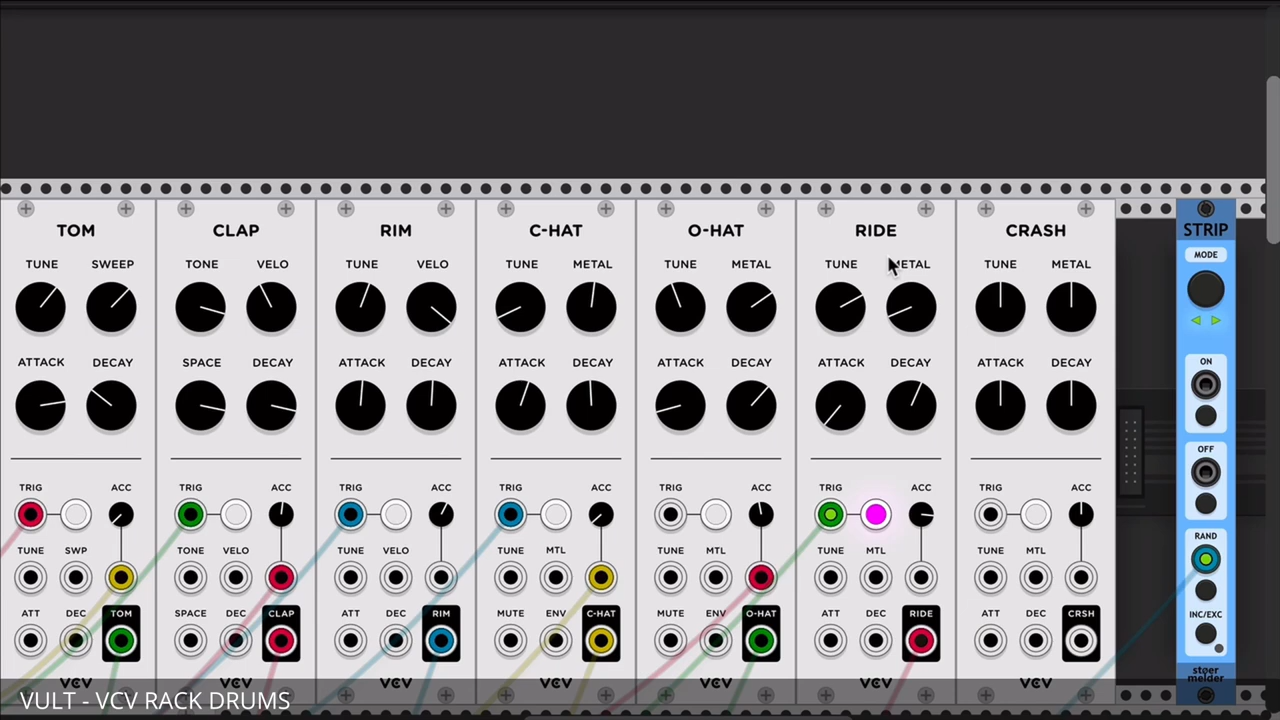 TOM CLAP RIM C-HAT O-HAT RIDE CRASH STRIP
MODE
TUNE SWEEP TONE VELO TUNE VELO TUNE METAL TUNE METAL TUNE METAL TUNE METAL
ATTACK DECAY SPACE DECAY ATTACK DECAY ATTACK DECAY ATTACK DECAY ATTACK DECAY ATTACK DECAY
ON
OFF
TRIG ACC TRIG ACC TRIG ACC TRIG ACC TRIG ACC TRIG ACC TRIG ACC
RAND
TUNE SWP TONE VELO TUNE VELO TUNE MTL TUNE MTL TUNE MTL TUNE MTL
ATT DEC TOM SPACE DEC CLAP ATT DEC RIM MUTE ENV C-HAT MUTE ENV O-HAT ATT DEC RIDE ATT DEC CRSH
INC/EXC
VCV VCV VCV VCV VCV VCV VCV
stoer
melder
VULT - VCV RACK DRUMS